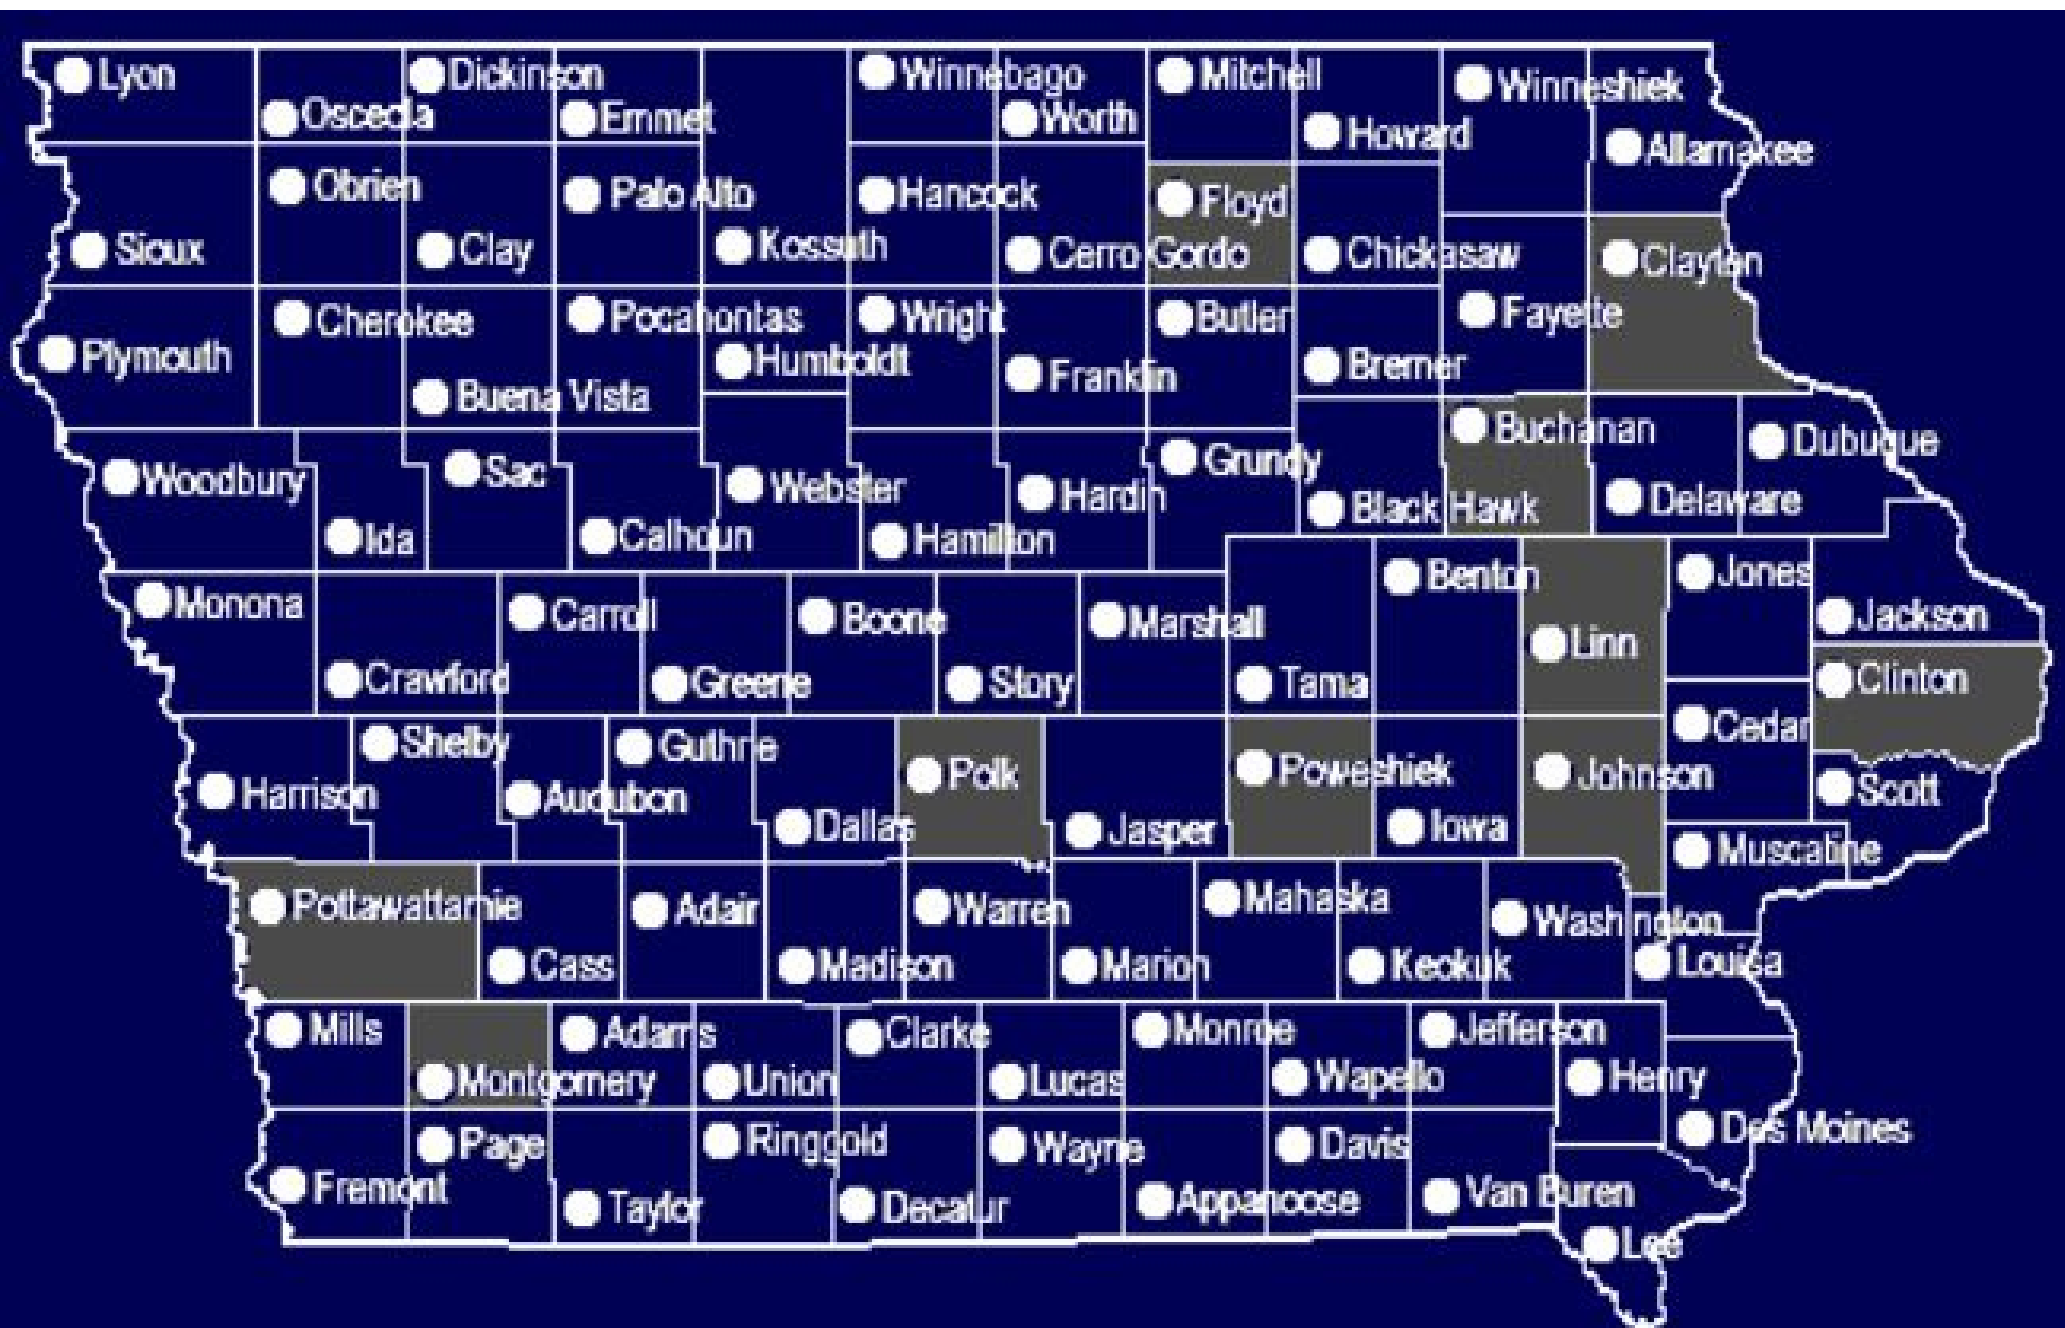 Lyon
Dickinson
Winnebago
Mitchell
Winneshiek
Osceola
Emmet
Worth
Howard
Allamakee
Obrien
Palo Alto
Hancock
Floyd
Sioux
Clay
Kossuth
Cerro Gordo
Chickasaw
Clayton
Cherokee
Pocahontas
Wright
Butler
Fayette
Plymouth
Humboldt
Franklin
Bremer
Buena Vista
Buchanan
Dubuque
Woodbury
Sac
Webster
Hardin
Grundy
Black Hawk
Delaware
Ida
Calhoun
Hamilton
Monona
Carroll
Boone
Marshall
Benton
Linn
Jones
Jackson
Crawford
Greene
Story
Tama
Clinton
Cedar
Shelby
Guthrie
Polk
Poweshiek
Johnson
Harrison
Audubon
Dallas
Jasper
Iowa
Scott
Muscatine
Pottawattamie
Adair
Warren
Mahaska
Washington
Cass
Madison
Marion
Keokuk
Louisa
Mills
Adams
Clarke
Monroe
Jefferson
Montgomery
Union
Lucas
Wapello
Henry
Page
Ringgold
Wayne
Davis
Des Moines
Fremont
Taylor
Decatur
Appanoose
Van Buren
Lee